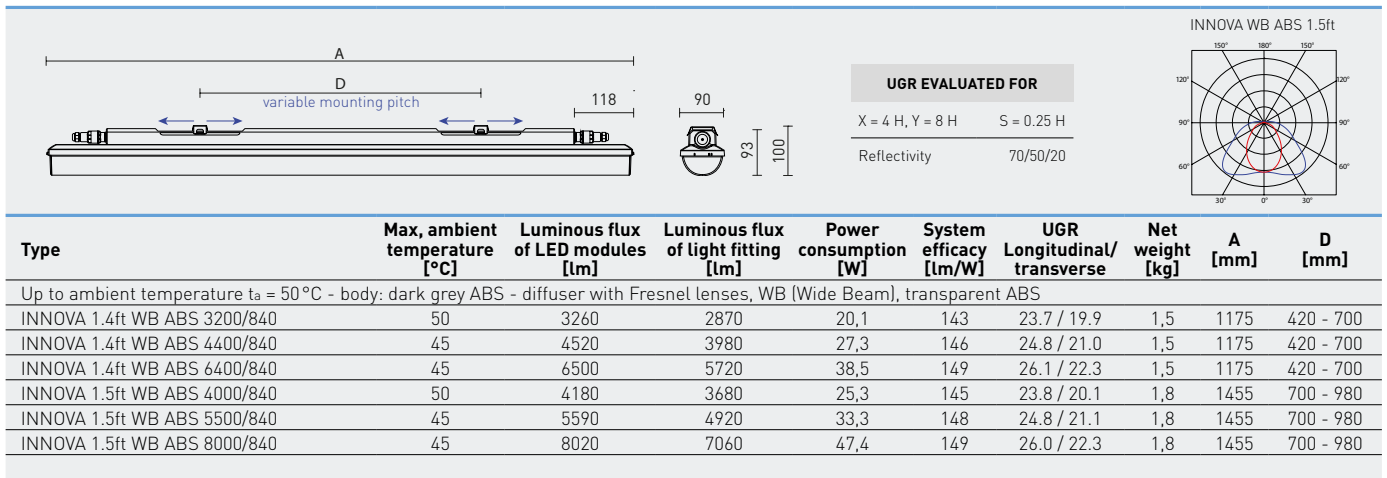 INNOVA WB ABS 1.5ft
A
D
variable mounting pitch
118
90
93
100
UGR EVALUATED FOR
X = 4 H, Y = 8 H S = 0.25 H
Reflectivity 70/50/20
150° 180° 150°
120° 120°
90° 90°
60° 60°
30° 0° 30°
Type Max, ambient temperature [°C] Luminous flux of LED modules [lm] Luminous flux of light fitting [lm] Power consumption [W] System efficacy [lm/W] UGR Longitudinal/ transverse Net weight [kg] A [mm] D [mm]
Up to ambient temperature ta = 50°C - body: dark grey ABS - diffuser with Fresnel lenses, WB (Wide Beam), transparent ABS
INNOVA 1.4ft WB ABS 3200/840 50 3260 2870 20,1 143 23.7 / 19.9 1,5 1175 420 - 700
INNOVA 1.4ft WB ABS 4400/840 45 4520 3980 27,3 146 24.8 / 21.0 1,5 1175 420 - 700
INNOVA 1.4ft WB ABS 6400/840 45 6500 5720 38,5 149 26.1 / 22.3 1,5 1175 420 - 700
INNOVA 1.5ft WB ABS 4000/840 50 4180 3680 25,3 145 23.8 / 20.1 1,8 1455 700 - 980
INNOVA 1.5ft WB ABS 5500/840 45 5590 4920 33,3 148 24.8 / 21.1 1,8 1455 700 - 980
INNOVA 1.5ft WB ABS 8000/840 45 8020 7060 47,4 149 26.0 / 22.3 1,8 1455 700 - 980